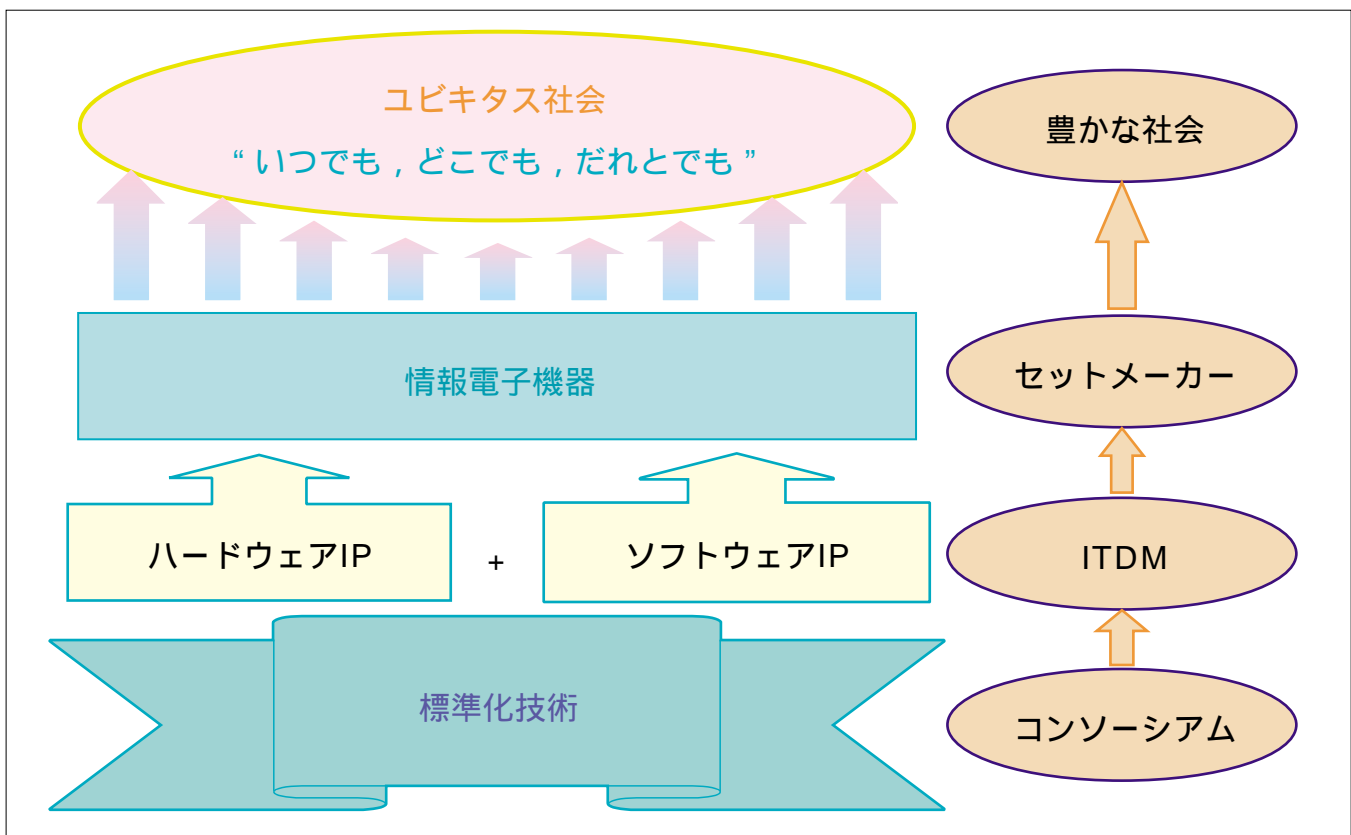 ユビキタス社会
“ いつでも , どこでも , だれとでも ”
情報電子機器
ハードウェアIP
+
ソフトウェアIP
標準化技術
豊かな社会
セットメーカー
ITDM
コンソーシアム